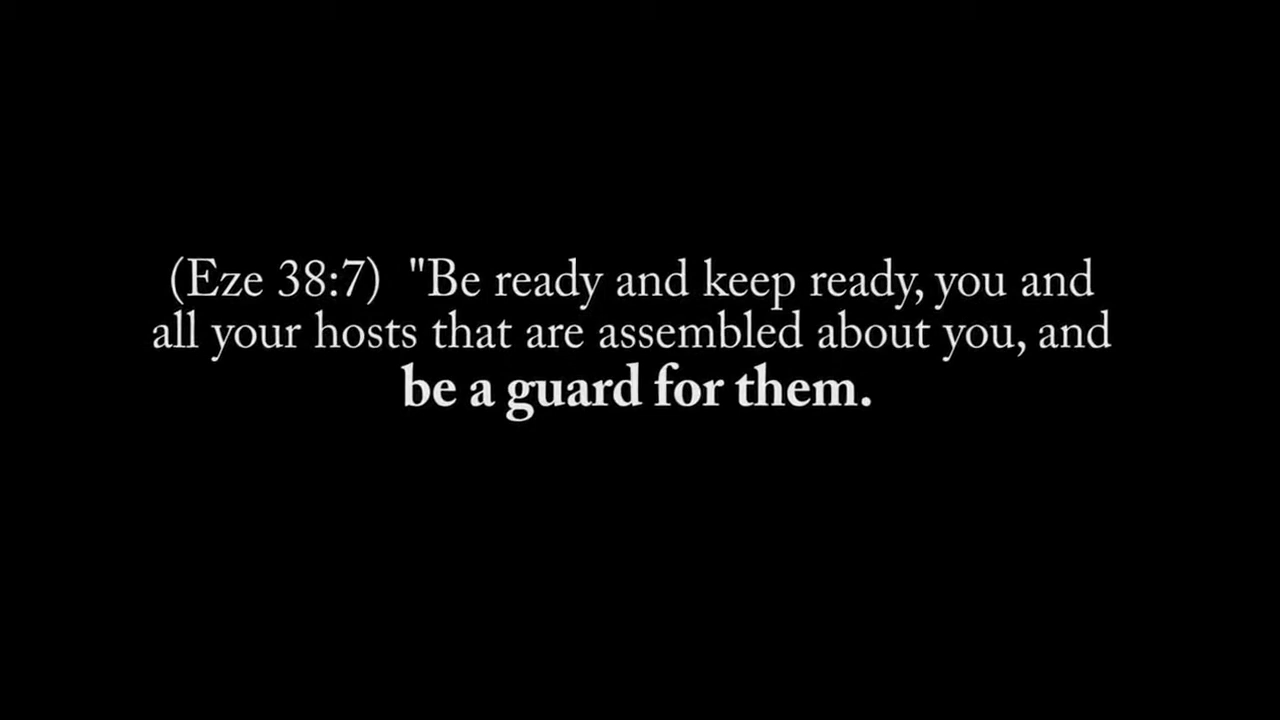 (Eze 38:7)  "Be ready and keep ready, you and
all your hosts that are assembled about you, and
be a guard for them.